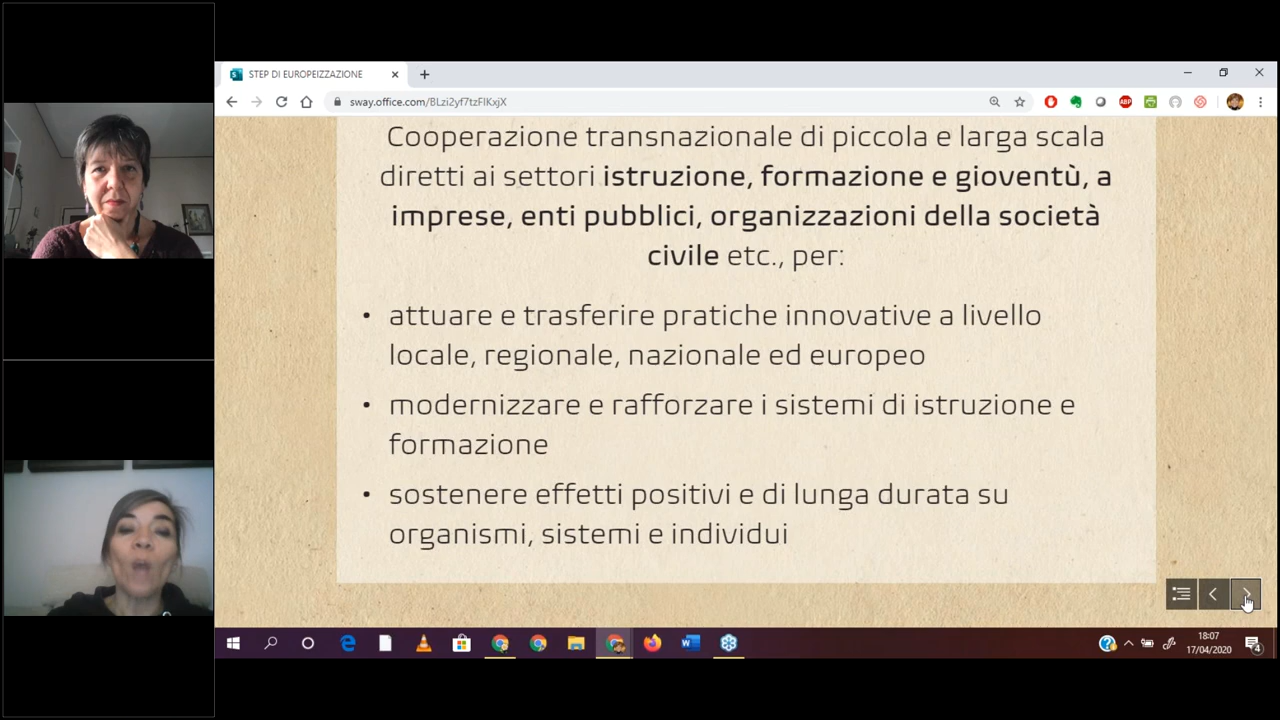 STEP DI EUROPEIZZAZIONE
sway.office.com/BLzi2yf7tzFIKxjX
ABP
Cooperazione transnazionale di piccola e larga scala
diretti ai settori istruzione, formazione e gioventù, a
imprese, enti pubblici, organizzazioni della società
civile etc., per:
• attuare e trasferire pratiche innovative a livello
locale, regionale, nazionale ed europeo
• modernizzare e rafforzare i sistemi di istruzione e
formazione
• sostenere effetti positivi e di lunga durata su
organismi, sistemi e individui
18:07
17/04/2020
4